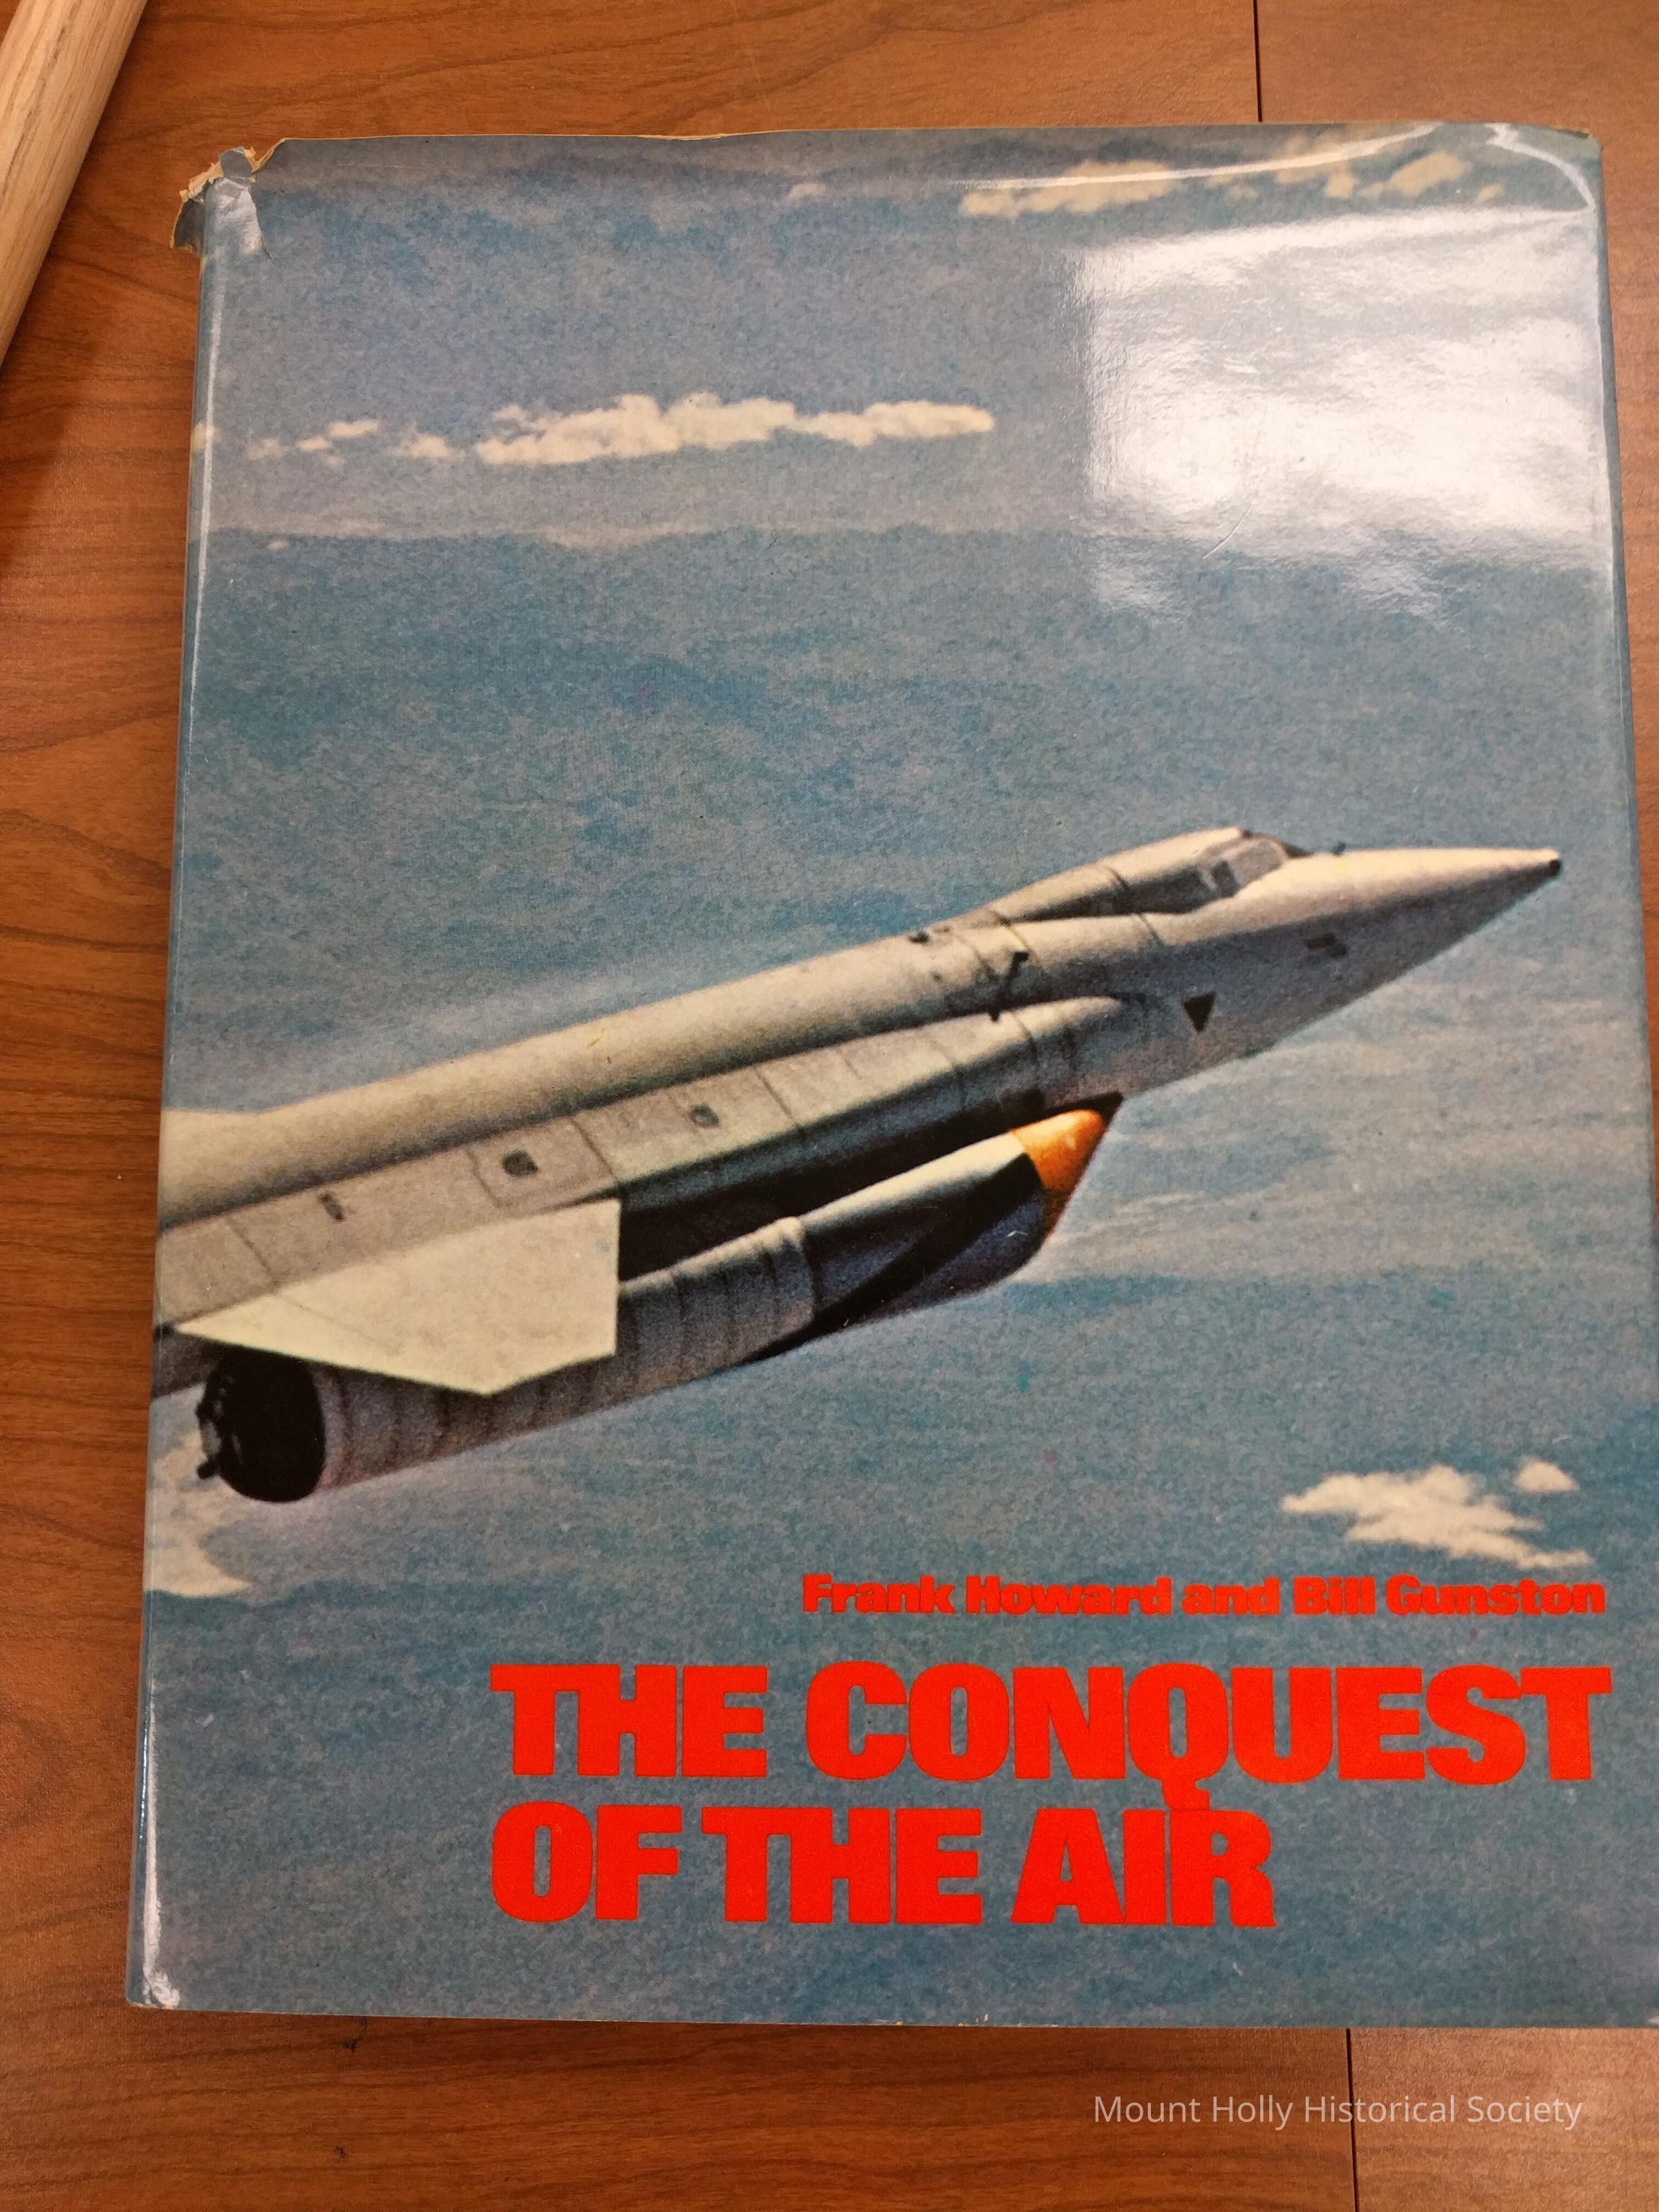 Frank Howard and Bill Gunston
THE CONQUEST
OF THE AIR
Mount Holly Historical Society